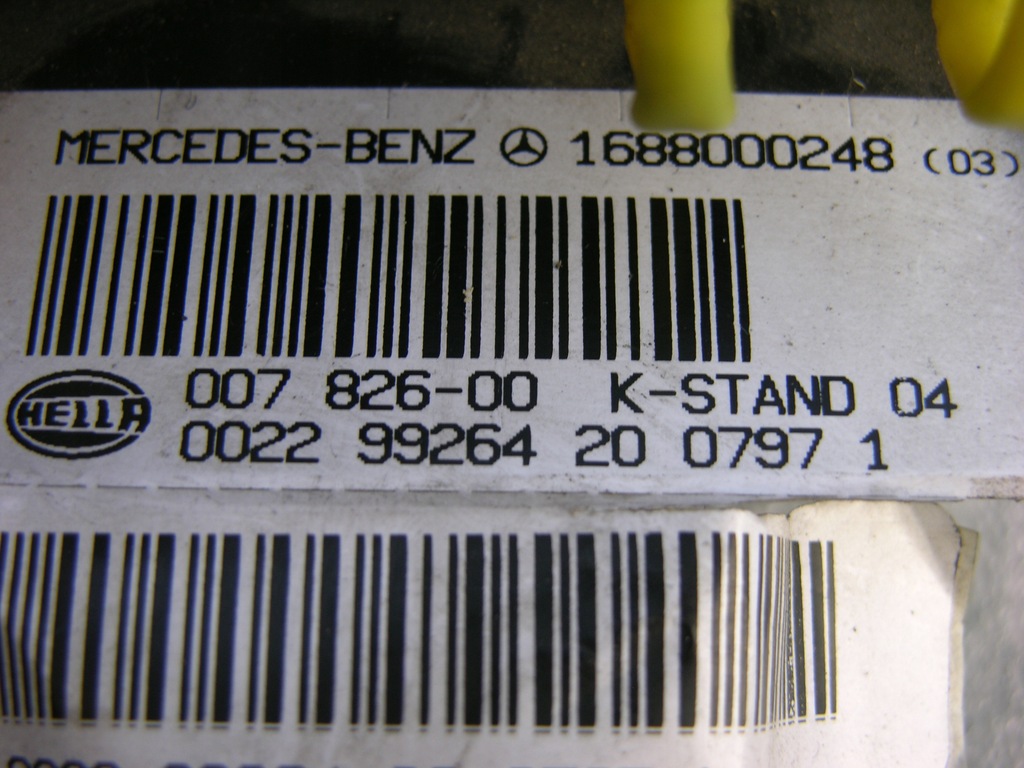 MERCEDES-BENZ 1688000248 (03)
HELLA 007 826-00 K-STAND 04
0022 99264 20 0797 1